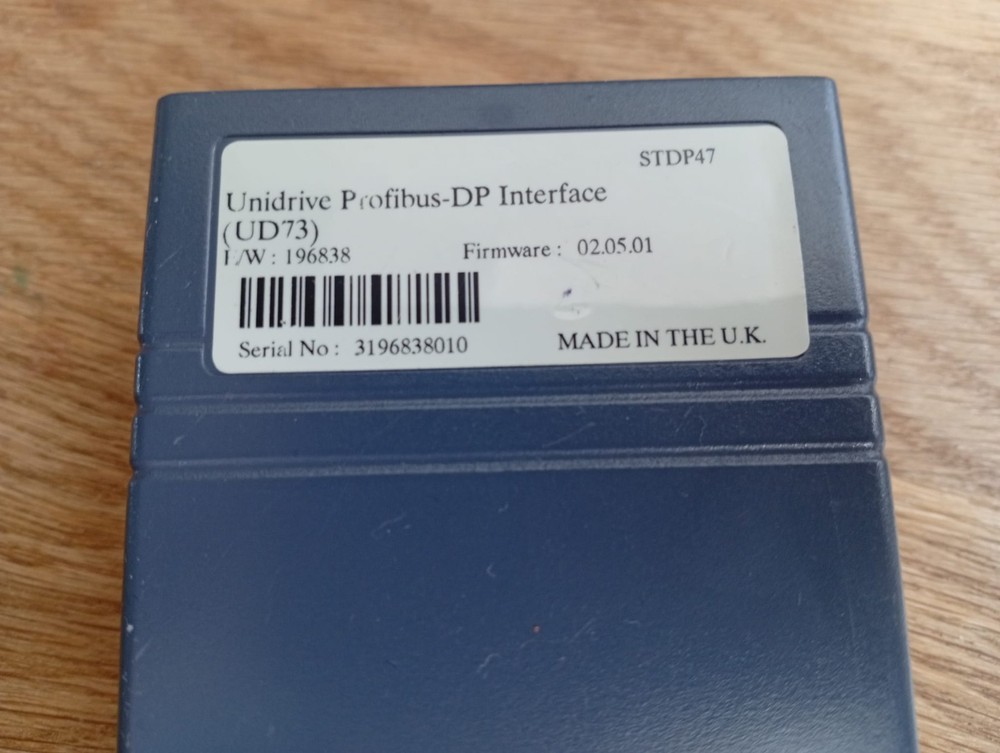 STDP47
Unidrive Profibus-DP Interface
(UD73)
I/W : 196838 Firmware : 02.05.01
Serial No : 3196838010 MADE IN THE U.K.